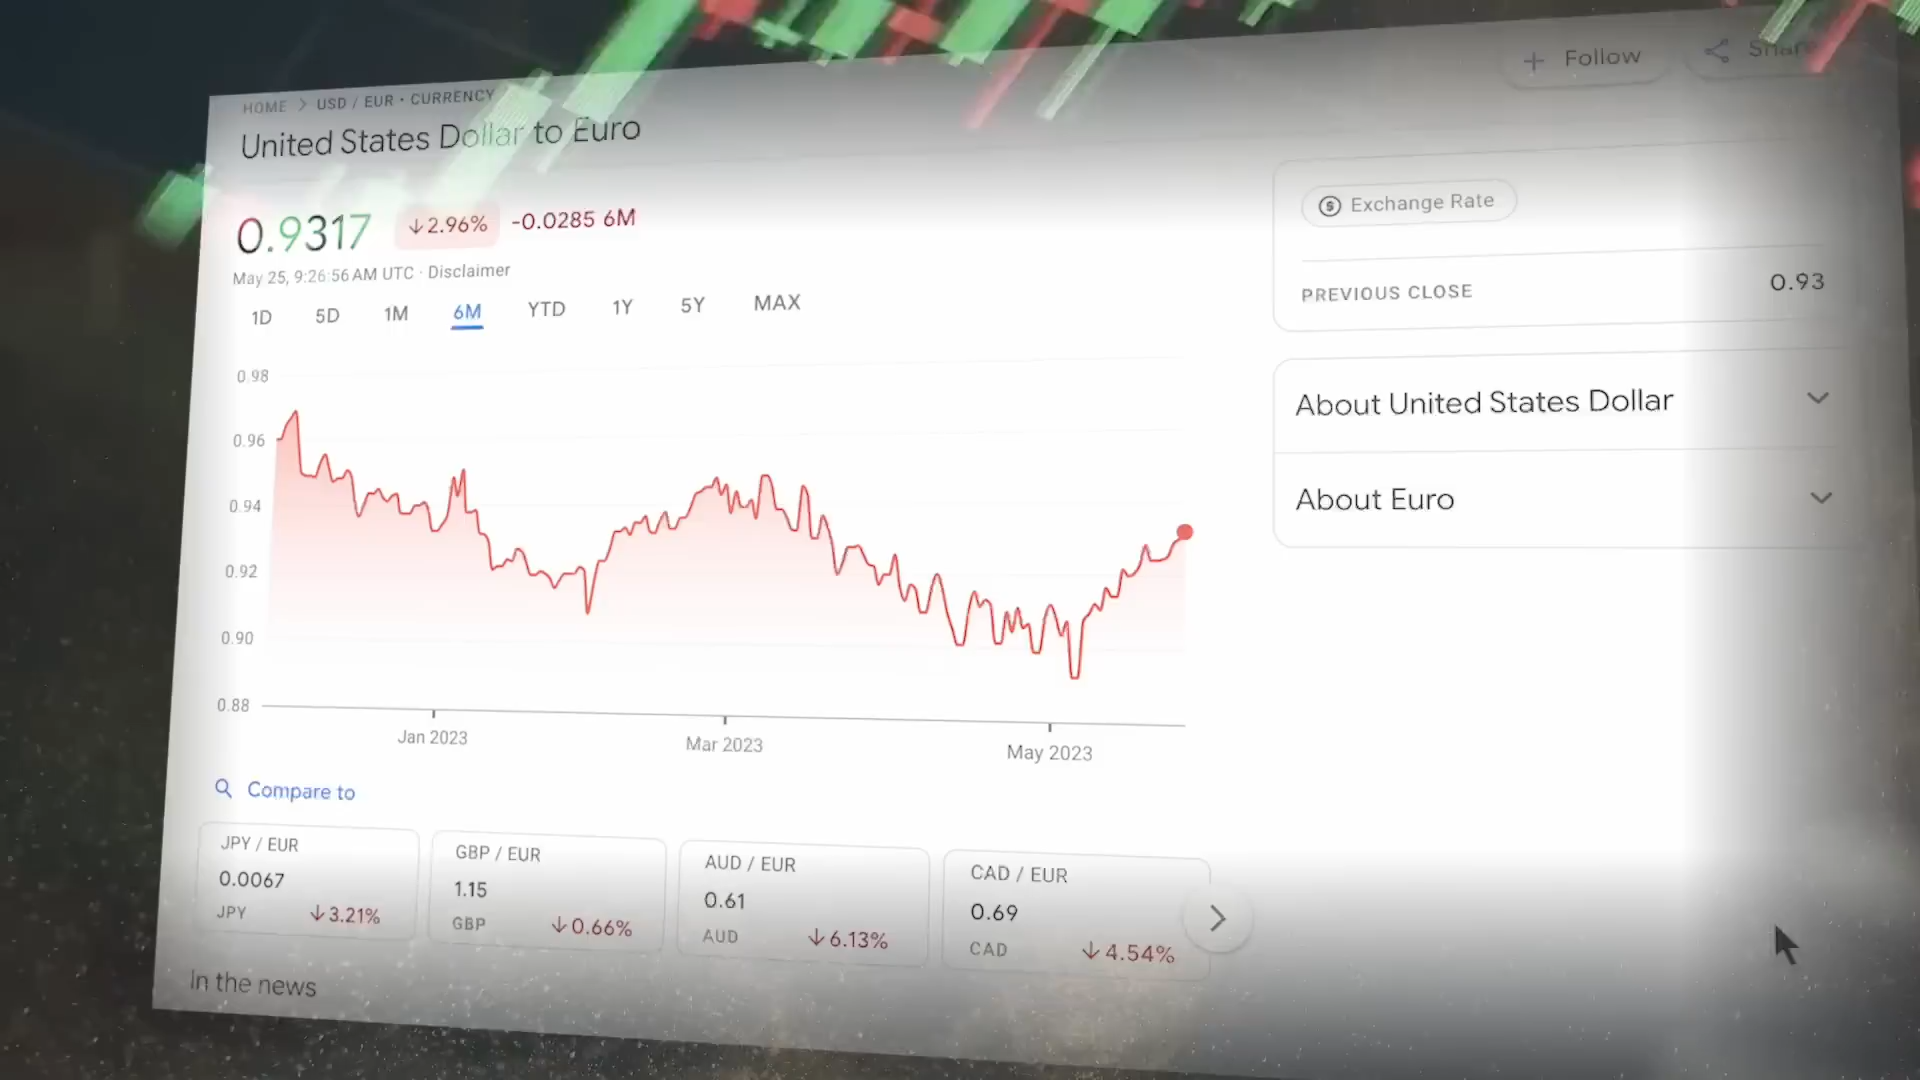 HOME > USD / EUR • CURRENCY
United States Dollar to Euro
+ Follow
Share
0.9317 ↓2.96% -0.0285 6M
May 25, 9:26:56 AM UTC · Disclaimer
1D 5D 1M 6M YTD 1Y 5Y MAX
0.98
0.96
0.94
0.92
0.90
0.88
Jan 2023 Mar 2023 May 2023
Exchange Rate
PREVIOUS CLOSE 0.93
About United States Dollar
About Euro
Compare to
JPY / EUR
0.0067
JPY ↓3.21%
GBP / EUR
1.15
GBP ↓0.66%
AUD / EUR
0.61
AUD ↓6.13%
CAD / EUR
0.69
CAD ↓4.54%
In the news